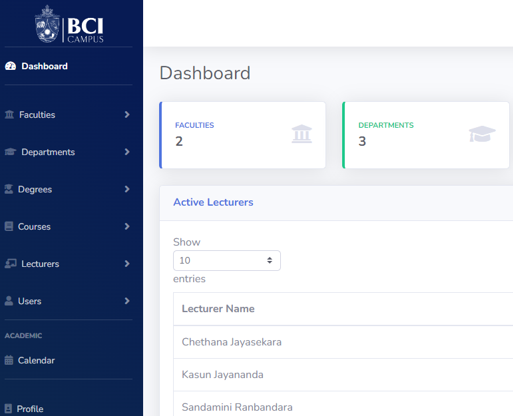 BCI
CAMPUS
Dashboard
Faculties
Departments
Degrees
Courses
Lecturers
Users
ACADEMIC
Calendar
Profile
Dashboard
FACULTIES
2
DEPARTMENTS
3
Active Lecturers
Show
10
entries
Lecturer Name
Chethana Jayasekara
Kasun Jayananda
Sandamini Ranbandara